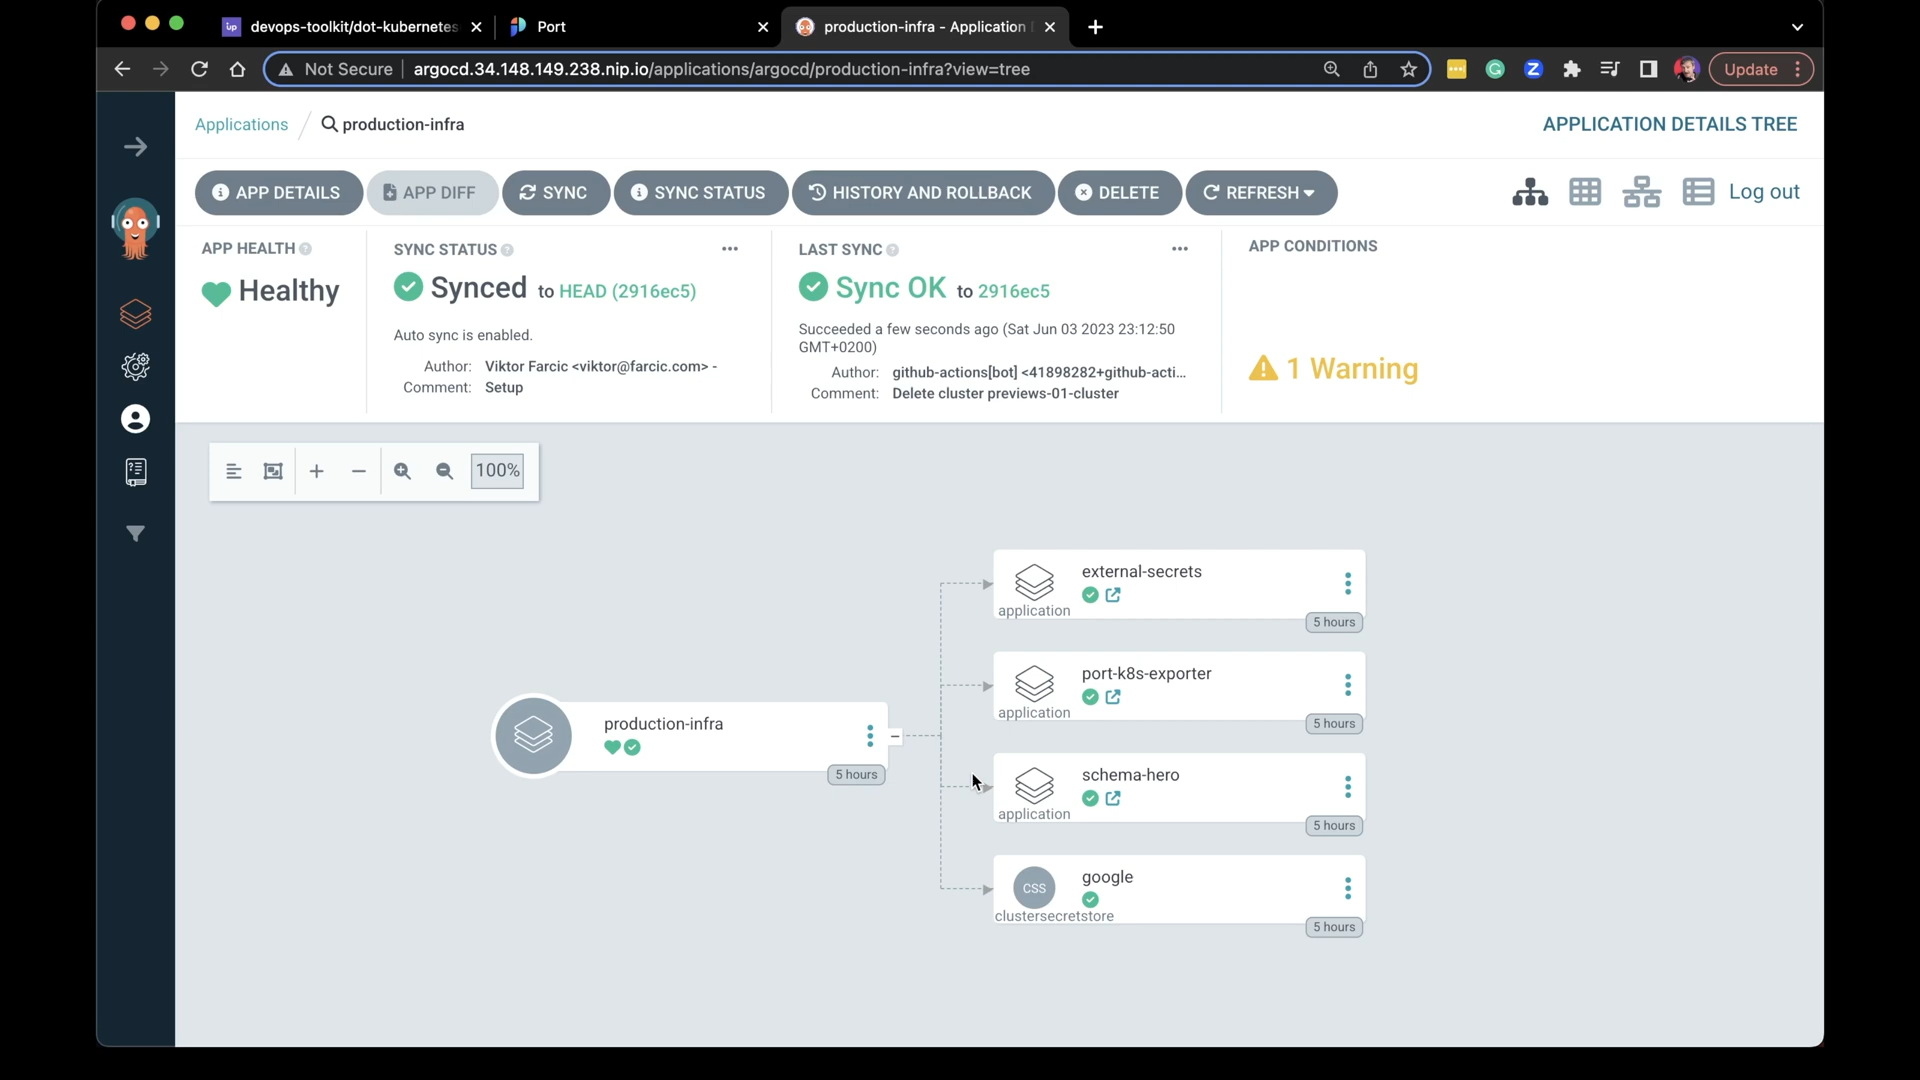 devops-toolkit/dot-kubernetes
Port
production-infra - Application
Not Secure
argocd.34.148.149.238.nip.io/applications/argocd/production-infra?view=tree
Update
Applications
production-infra
APPLICATION DETAILS TREE
APP DETAILS
APP DIFF
SYNC
SYNC STATUS
HISTORY AND ROLLBACK
DELETE
REFRESH
Log out
APP HEALTH
Healthy
SYNC STATUS
Synced to HEAD (2916ec5)
Auto sync is enabled.
Author: Viktor Farcic <viktor@farcic.com> -
Comment: Setup
LAST SYNC
Sync OK to 2916ec5
Succeeded a few seconds ago (Sat Jun 03 2023 23:12:50
GMT+0200)
Author: github-actions[bot] <41898282+github-acti...
Comment: Delete cluster previews-01-cluster
APP CONDITIONS
1 Warning
100%
external-secrets
application
5 hours
port-k8s-exporter
application
5 hours
production-infra
5 hours
schema-hero
application
5 hours
CSS
google
clustersecretstore
5 hours